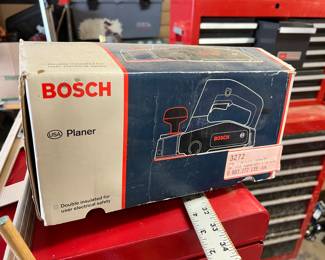 BOSCH
USA Planer
BOSCH
3272
Double insulated for
user electrical safety